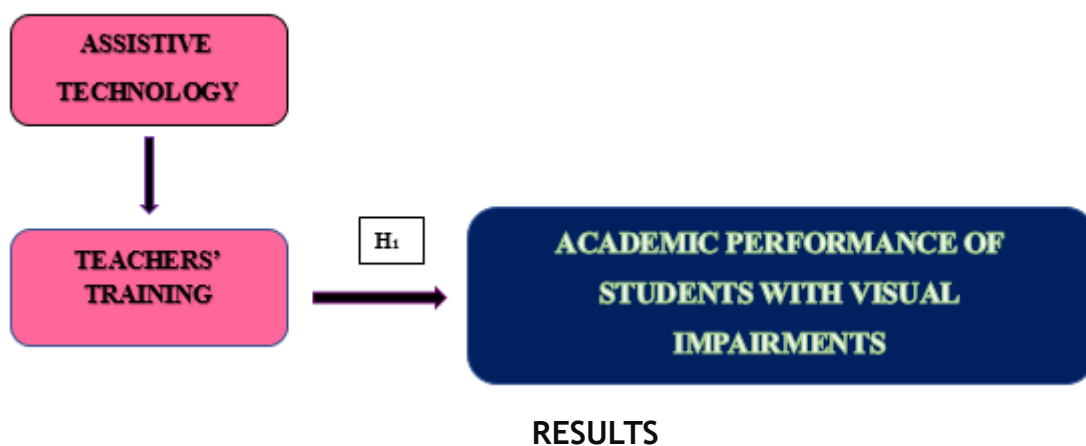 ASSISTIVE
TECHNOLOGY
TEACHERS’
TRAINING
H₁
ACADEMIC PERFORMANCE OF
STUDENTS WITH VISUAL
IMPAIRMENTS
RESULTS